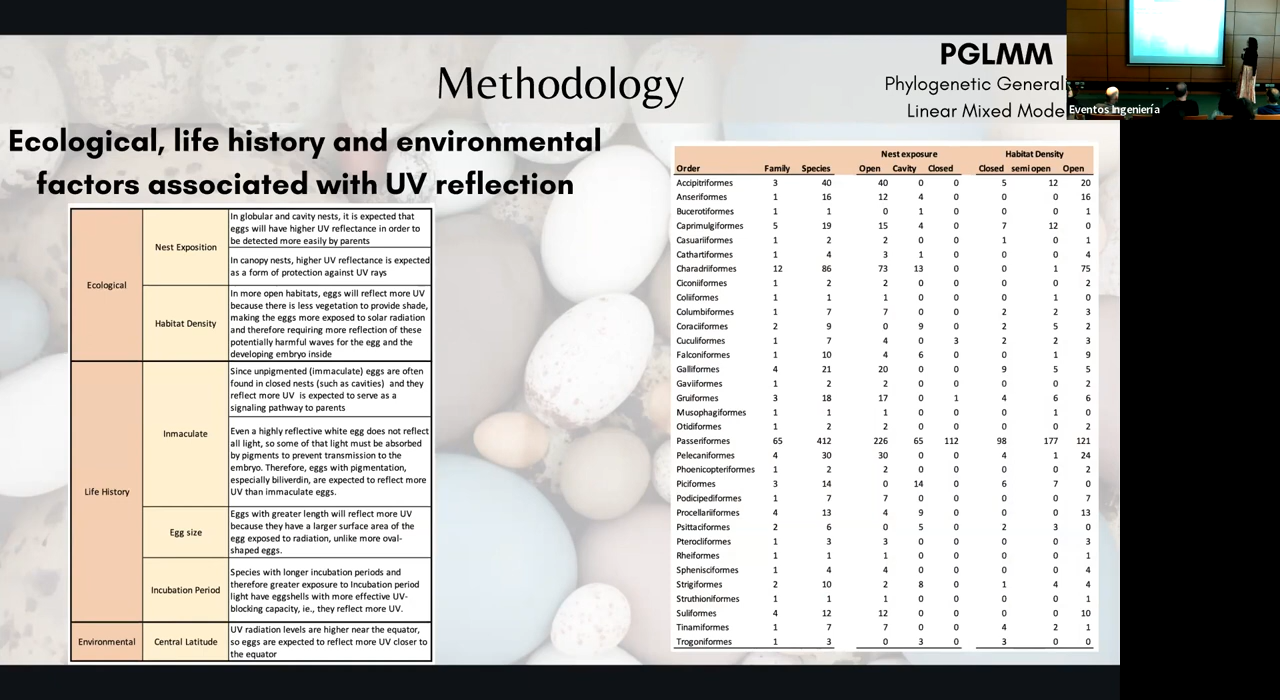 Methodology
PGLMM
Phylogenetic Generali
Linear Mixed Mode
Eventos Ingeniería
Ecological, life history and environmental
factors associated with UV reflection
Ecological
Nest Exposition
In globular and cavity nests, it is expected that
eggs will have higher UV reflectance in order to
be detected more easily by parents
In canopy nests, higher UV reflectance is expected
as a form of protection against UV rays
Habitat Density
In more open habitats, eggs will reflect more UV
because there is less vegetation to provide shade,
making the eggs more exposed to solar radiation
and therefore requiring more reflection of these
potentially harmful waves for the egg and the
developing embryo inside
Life History
Immaculate
Since unpigmented (immaculate) eggs are often
found in closed nests (such as cavities) and they
reflect more UV is expected to serve as a
signaling pathway to parents
Even a highly reflective white egg does not reflect
all light, so some of that light must be absorbed
by pigments to prevent transmission to the
embryo. Therefore, eggs with pigmentation,
especially biliverdin, are expected to reflect more
UV than immaculate eggs.
Egg size
Eggs with greater length will reflect more UV
because they have a larger surface area of the
egg exposed to radiation, unlike more oval-
shaped eggs.
Incubation Period
Species with longer incubation periods and
therefore greater exposure to Incubation period
light have eggshells with more effective UV-
blocking capacity, ie., they reflect more UV.
Environmental
Central Latitude
UV radiation levels are higher near the equator,
so eggs are expected to reflect more UV closer to
the equator
Nest exposure Habitat Density
Order Family Species Open Cavity Closed Closed semi open Open
Accipitriformes 3 40 40 0 0 5 12 20
Anseriformes 1 16 12 4 0 0 0 16
Bucerotiformes 1 1 0 1 0 0 0 1
Caprimulgiformes 5 19 15 4 0 7 12 0
Casuariiformes 1 2 2 0 0 1 0 1
Cathartiformes 1 4 3 1 0 0 0 4
Charadriiformes 12 86 73 13 0 0 1 75
Ciconiiformes 1 2 2 0 0 0 0 2
Coliiformes 1 1 1 0 0 0 1 0
Columbiformes 1 7 7 0 0 2 2 3
Coraciiformes 2 9 0 9 0 2 5 2
Cuculiformes 1 7 4 0 3 2 2 3
Falconiformes 1 10 4 6 0 0 1 9
Galliformes 4 21 20 0 0 9 5 5
Gaviiformes 1 2 2 0 0 0 0 2
Gruiformes 3 18 17 0 1 4 6 6
Musophagiformes 1 1 1 0 0 0 1 0
Otidiformes 1 2 2 0 0 0 0 2
Passeriformes 65 412 226 65 112 98 177 121
Pelecaniformes 4 30 30 0 0 4 1 24
Phoenicopteriformes 1 2 2 0 0 0 0 2
Piciformes 3 14 0 14 0 6 7 0
Podicipediformes 1 7 7 0 0 0 0 7
Procellariiformes 4 13 4 9 0 0 0 13
Psittaciformes 2 6 0 5 0 2 3 0
Pterocliformes 1 3 3 0 0 0 0 3
Rheiformes 1 1 1 0 0 0 0 1
Sphenisciformes 1 4 4 0 0 0 0 4
Strigiformes 2 10 2 8 0 1 4 4
Struthioniformes 1 1 1 0 0 0 0 1
Suliformes 4 12 12 0 0 0 0 10
Tinamiformes 1 7 7 0 0 4 2 1
Trogoniformes 1 3 0 3 0 3 0 0